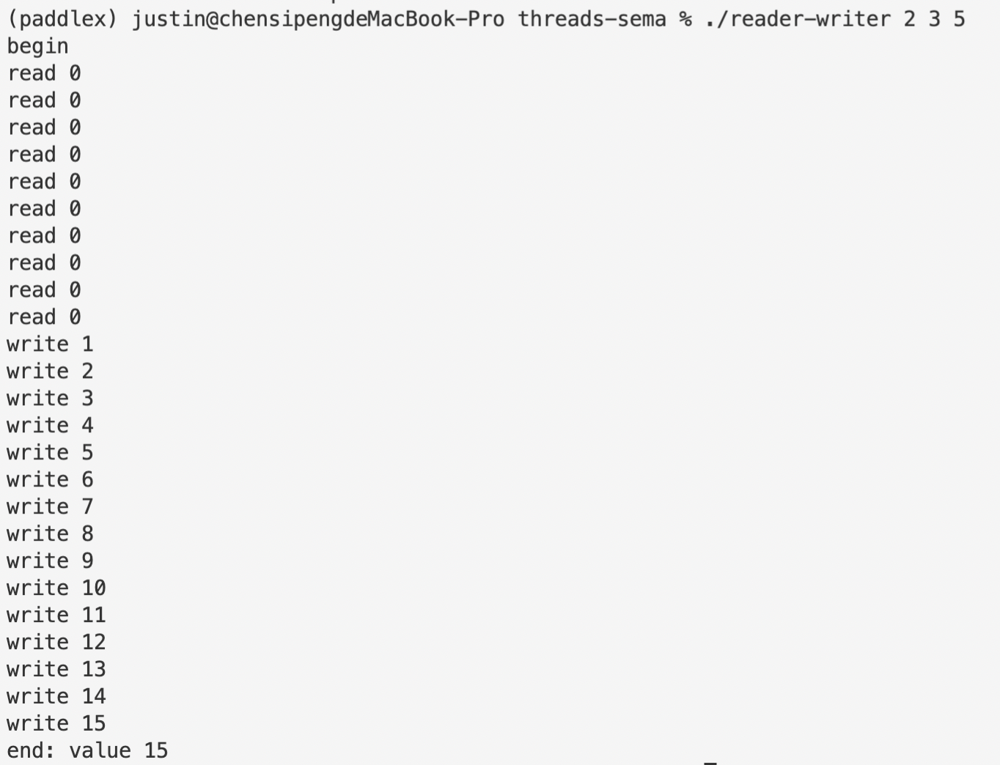 (paddlex) justin@chensipengdeMacBook-Pro threads-sema % ./reader-writer 2 3 5
begin
read 0
read 0
read 0
read 0
read 0
read 0
read 0
read 0
read 0
read 0
write 1
write 2
write 3
write 4
write 5
write 6
write 7
write 8
write 9
write 10
write 11
write 12
write 13
write 14
write 15
end: value 15